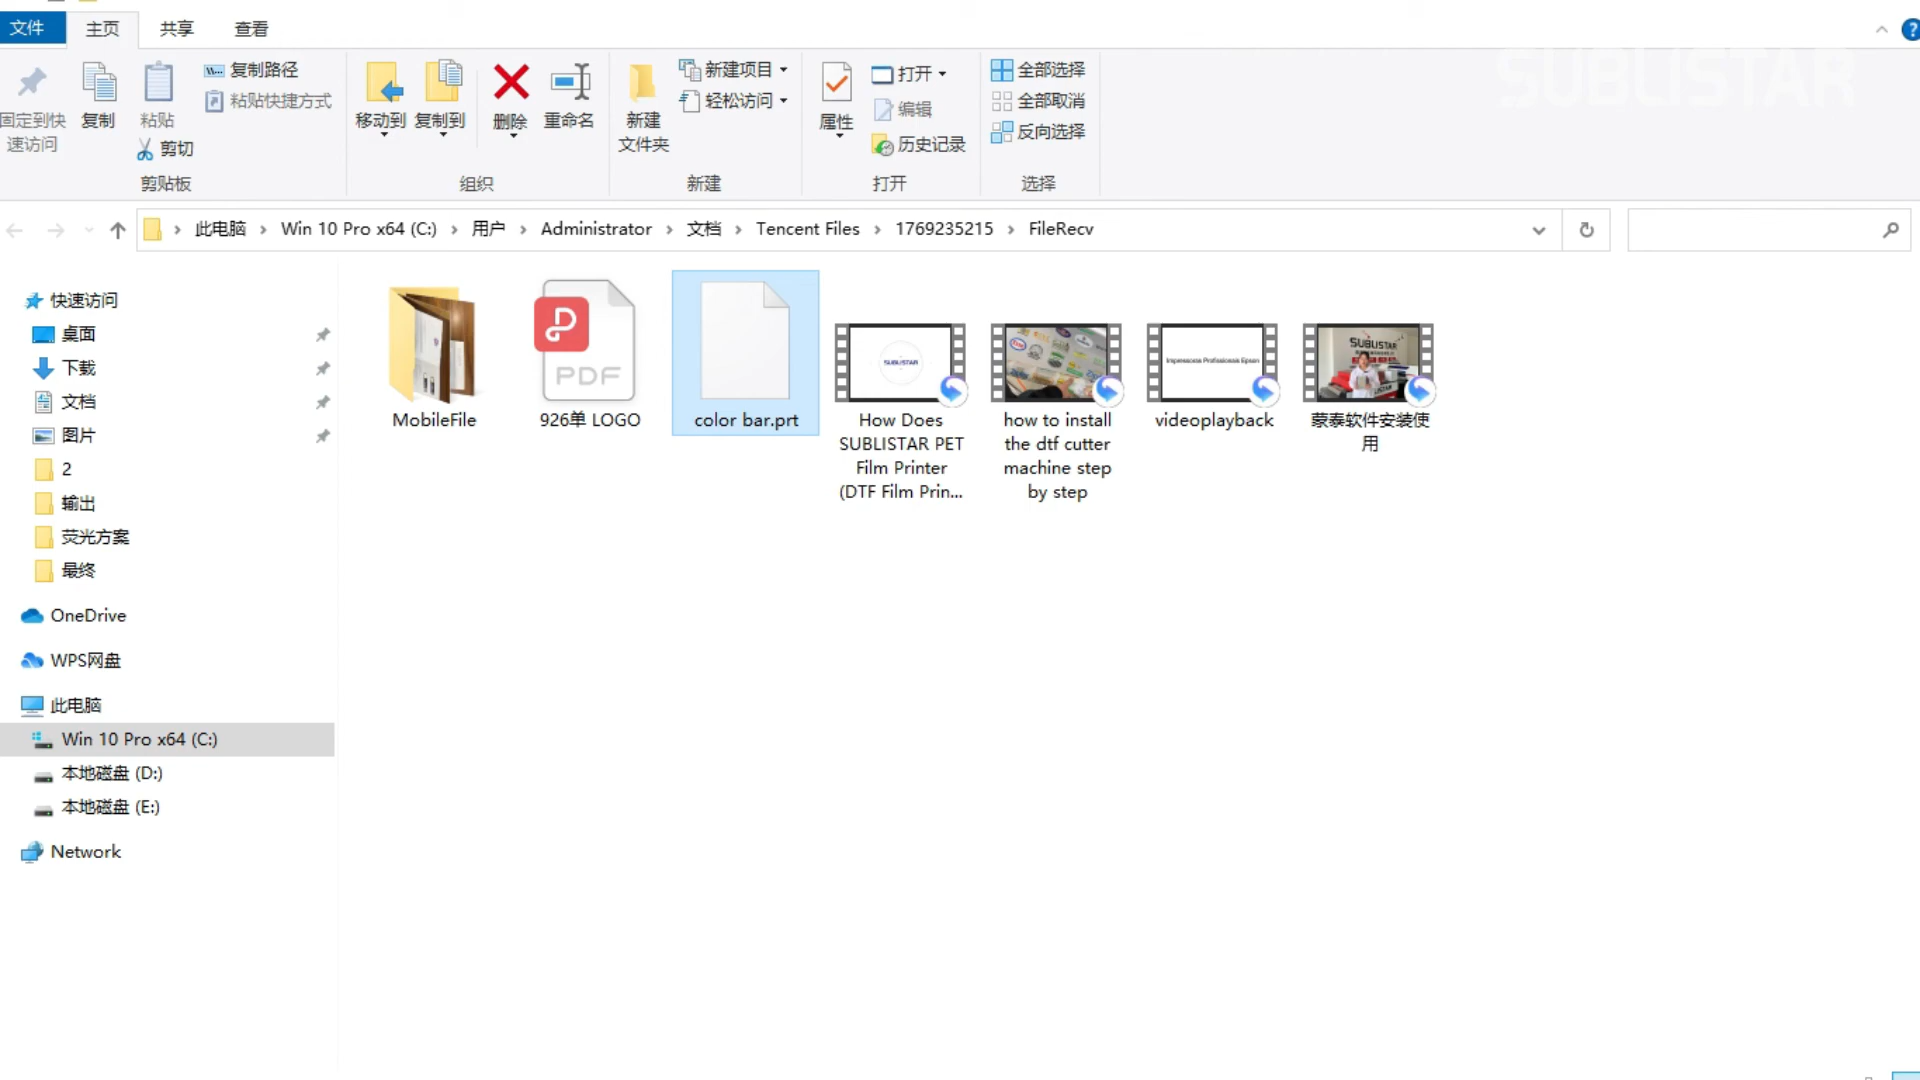 文件
主页
共享
查看
SUBLISTAR
固定到快
速访问
复制
粘贴
复制路径
粘贴快捷方式
剪切
剪贴板
移动到
复制到
删除
重命名
组织
新建
文件夹
新建项目
轻松访问
新建
属性
打开
编辑
历史记录
打开
全部选择
全部取消
反向选择
选择
此电脑 › Win 10 Pro x64 (C:) › 用户 › Administrator › 文档 › Tencent Files › 1769235215 › FileRecv
快速访问
桌面
下载
文档
图片
2
输出
荧光方案
最终
OneDrive
WPS网盘
此电脑
Win 10 Pro x64 (C:)
本地磁盘 (D:)
本地磁盘 (E:)
Network
MobileFile
PDF
926单 LOGO
color bar.prt
SUBLISTAR
How Does
SUBLISTAR PET
Film Printer
(DTF Film Prin...
how to install
the dtf cutter
machine step
by step
Impressoras Profissionais Epson
videoplayback
SUBLISTAR
蒙泰软件安装使
用